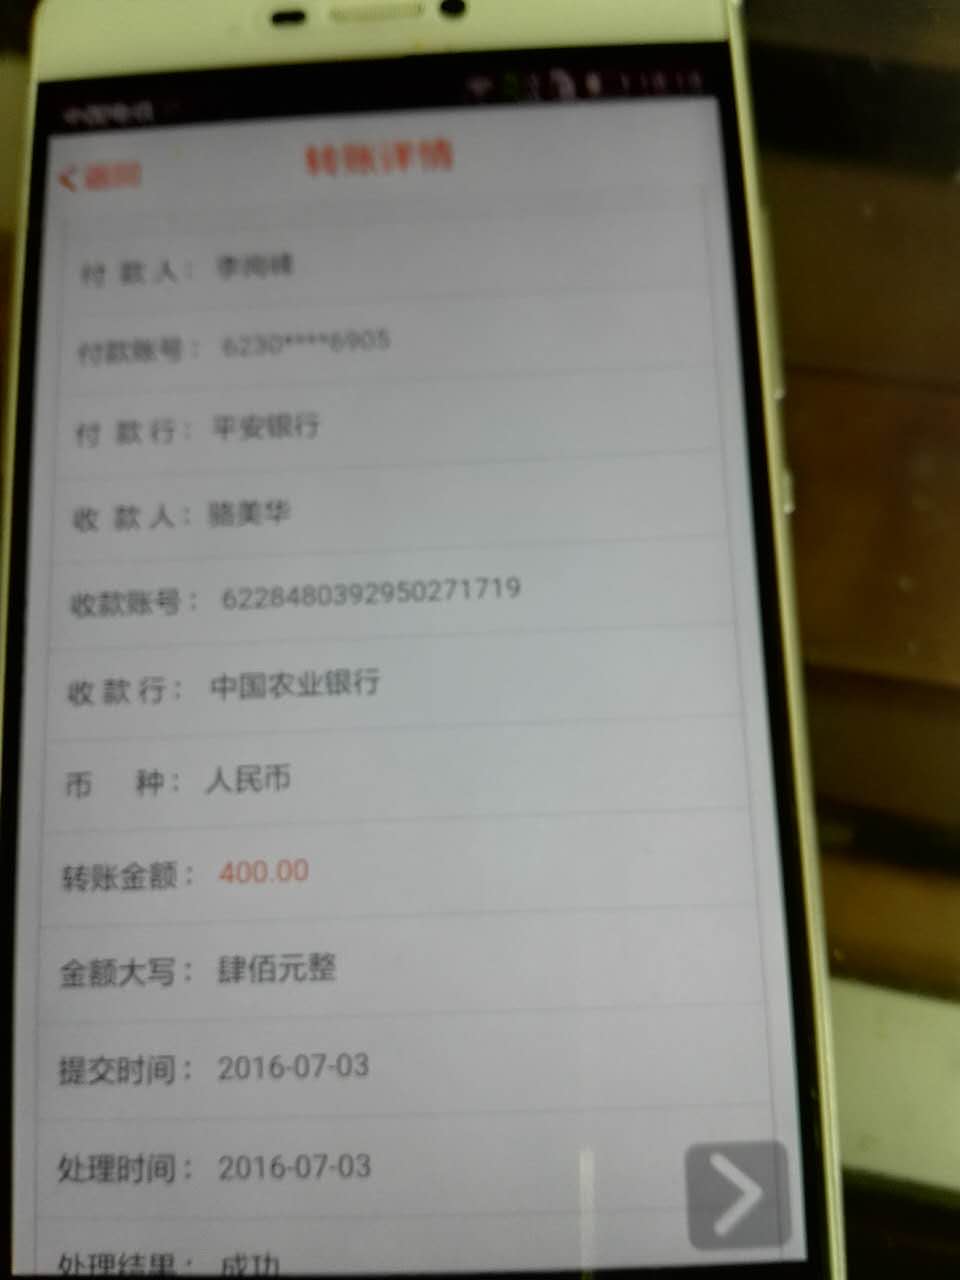 中国电信
<返回
转账详情
付 款 人：
付款账号： 6230****6905
付 款 行： 平安银行
收 款 人： 骆美华
收款账号： 6228480392950271719
收 款 行： 中国农业银行
币 种： 人民币
转账金额： 400.00
金额大写： 肆佰元整
提交时间： 2016-07-03
处理时间： 2016-07-03
处理结果： 成功